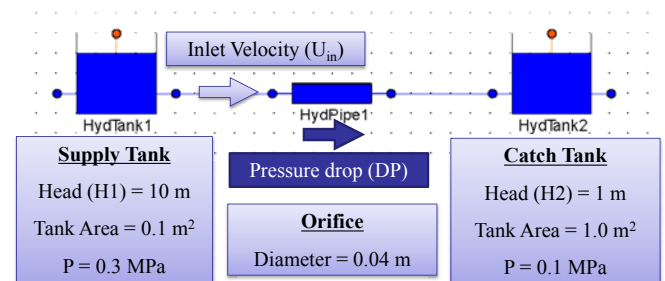 Inlet Velocity (Uin)
HydTank1
HydPipe1
HydTank2
Supply Tank
Head (H1) = 10 m
Tank Area = 0.1 m²
P = 0.3 MPa
Pressure drop (DP)
Orifice
Diameter = 0.04 m
Catch Tank
Head (H2) = 1 m
Tank Area = 1.0 m²
P = 0.1 MPa